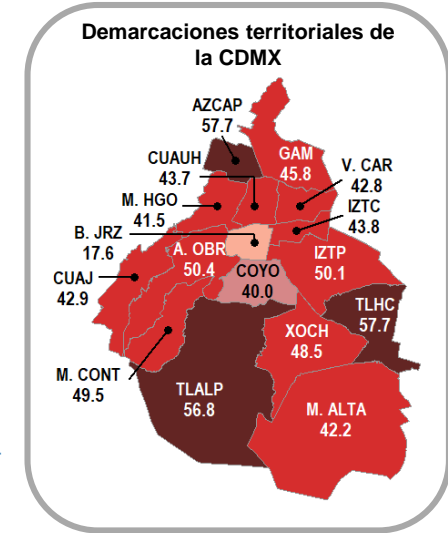 Demarcaciones territoriales de
la CDMX
AZCAP
57.7
GAM
45.8
CUAUH
43.7
V. CAR
42.8
M. HGO
41.5
IZTC
43.8
B. JRZ
17.6
A. OBR
50.4
IZTP
50.1
CUAJ
42.9
COYO
40.0
TLHC
57.7
XOCH
48.5
M. CONT
49.5
TLALP
56.8
M. ALTA
42.2